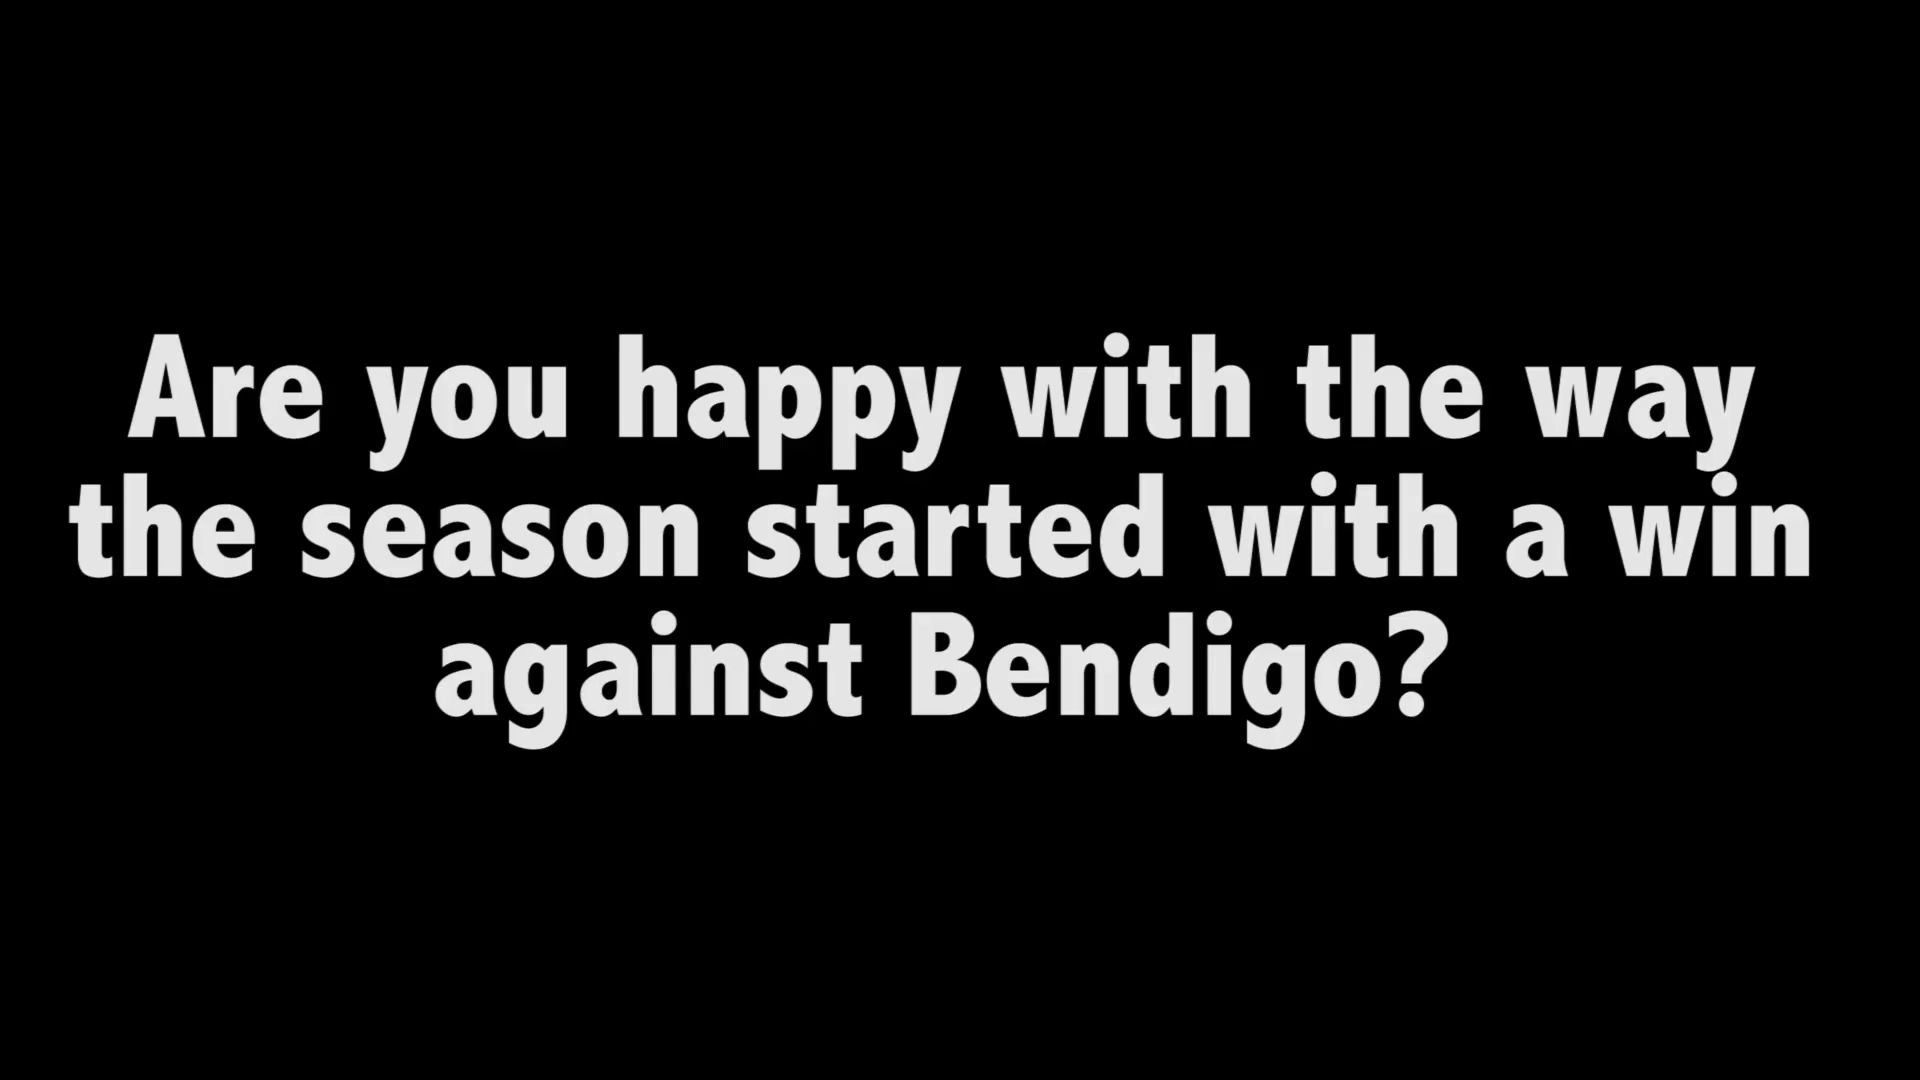 Are you happy with the way
the season started with a win
against Bendigo?